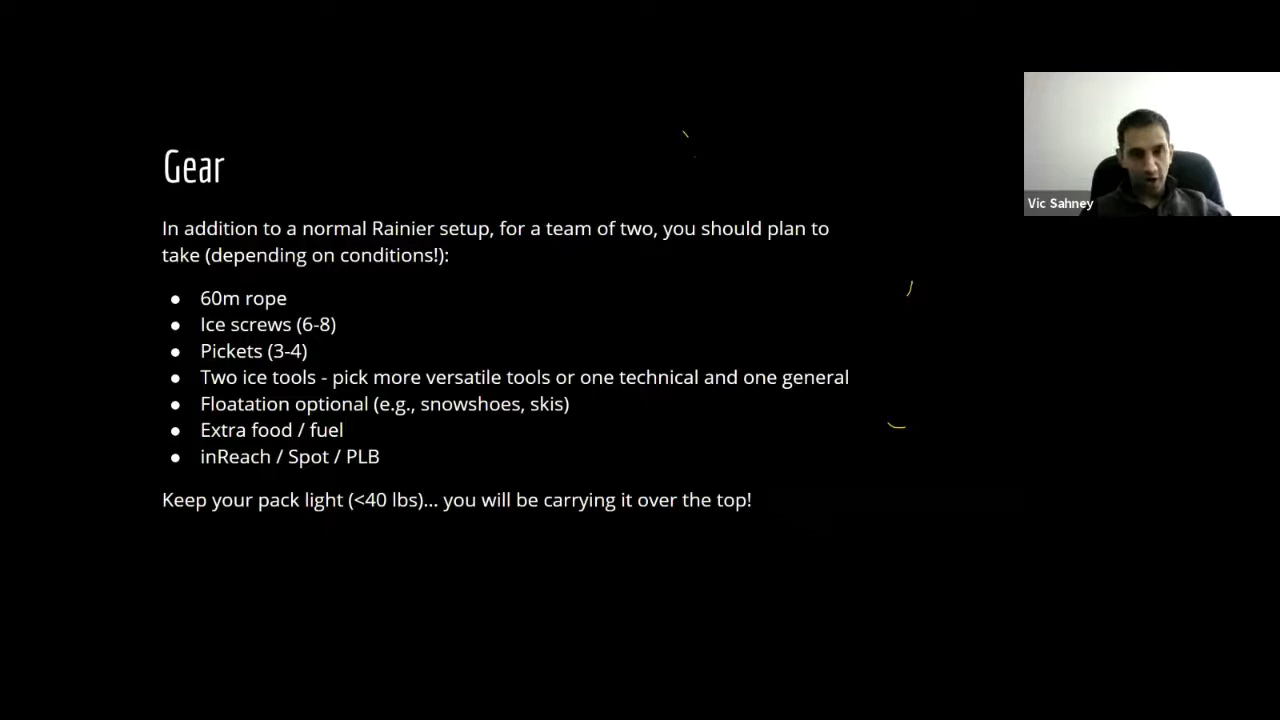 Gear
In addition to a normal Rainier setup, for a team of two, you should plan to
take (depending on conditions!):
● 60m rope
● Ice screws (6-8)
● Pickets (3-4)
● Two ice tools - pick more versatile tools or one technical and one general
● Floatation optional (e.g., snowshoes, skis)
● Extra food / fuel
● inReach / Spot / PLB
Keep your pack light (<40 lbs)... you will be carrying it over the top!
Vic Sahney